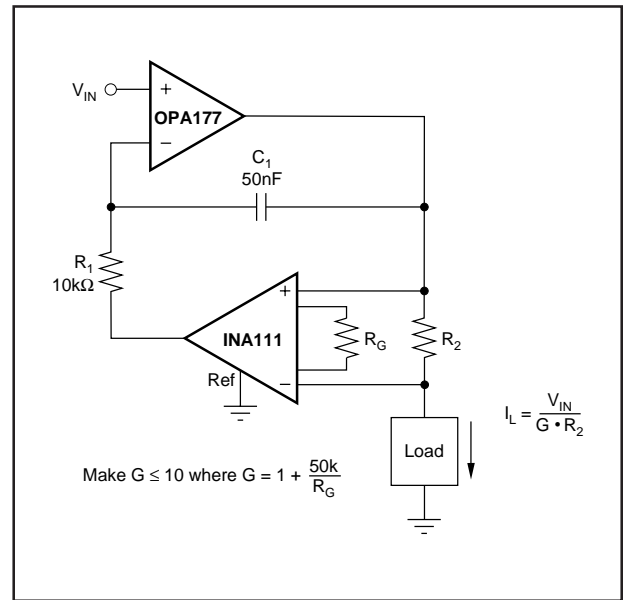 V_IN
+
OPA177
–
C_1
50nF
R_1
10kΩ
+
INA111
R_G
R_2
Ref
–
I_L = V_IN / G • R_2
Load
Make G ≤ 10 where G = 1 + 50k / R_G